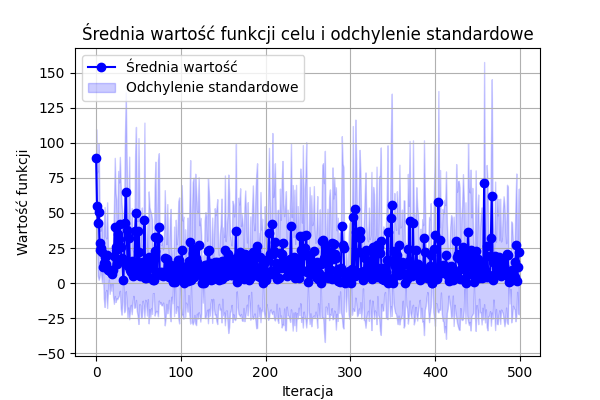 Średnia wartość funkcji celu i odchylenie standardowe
Średnia wartość
Odchylenie standardowe
Wartość funkcji
150
125
100
75
50
25
0
−25
−50
0 100 200 300 400 500
Iteracja